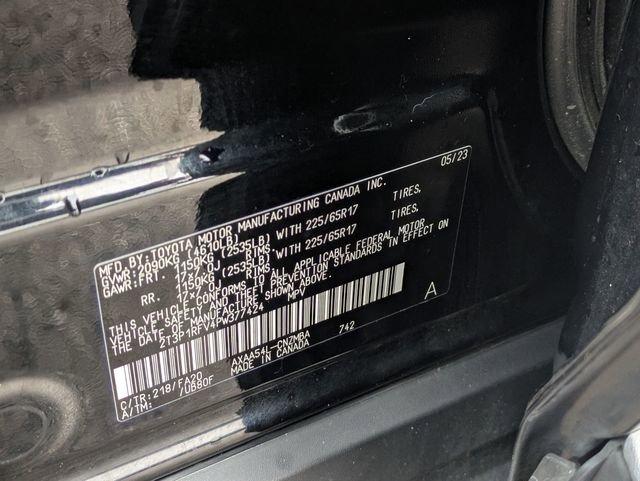 MFD. BY: TOYOTA MOTOR MANUFACTURING CANADA INC. 05/23
GVWR: 2090KG (4610LB)
GAWR: FRT. 1150KG (2535LB) WITH 225/65R17 TIRES,
17X7.0J RIMS
RR. 1150KG (2535LB) WITH 225/65R17 TIRES,
17X7.0J RIMS
THIS VEHICLE CONFORMS TO ALL APPLICABLE FEDERAL MOTOR
VEHICLE SAFETY AND THEFT PREVENTION STANDARDS IN EFFECT ON
THE DATE OF MANUFACTURE SHOWN ABOVE.
2T3P1RFV4PW377424 MPV
A
C/TR: 218/FA20 AXAA54L-CNZMBA 742
A/TM: /UB80F MADE IN CANADA